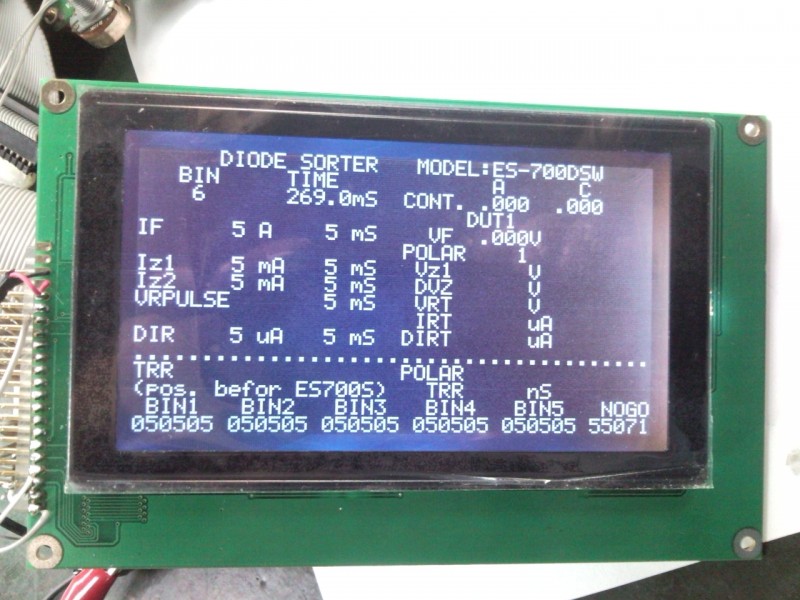 DIODE SORTER MODEL:ES-700DSW
BIN TIME A C
6 269.0mS CONT. .000 .000
DUT1
IF 5 A 5 mS VF .000V
POLAR 1
Iz1 5 mA 5 mS Vz1 V
Iz2 5 mA 5 mS DVZ V
VRPULSE 5 mS VRT V
IRT uA
DIR 5 uA 5 mS DIRT uA
TRR POLAR
(pos. befor ES700S) TRR nS
BIN1 BIN2 BIN3 BIN4 BIN5 NOGO
050505 050505 050505 050505 050505 55071